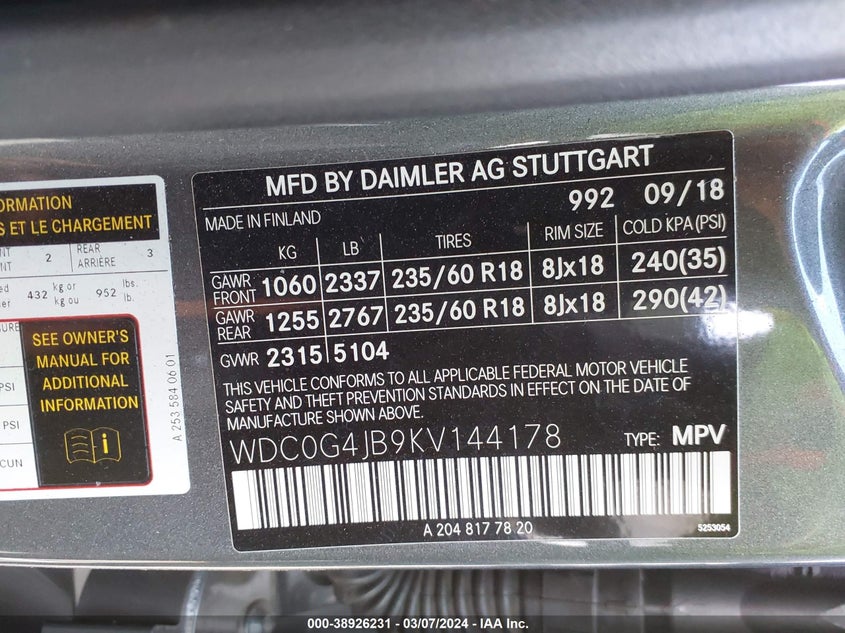 ORMATION
S ET LE CHARGEMENT
NT 2 REAR 3
NT ARRIÈRE
432 kg or 952 lbs.
kg ou lb.
SEE OWNER'S
MANUAL FOR
ADDITIONAL
INFORMATION
PSI
PSI
CUN
A 253 584 06 01
MFD BY DAIMLER AG STUTTGART
992 09/18
MADE IN FINLAND
KG LB TIRES RIM SIZE COLD KPA (PSI)
GAWR FRONT 1060 2337 235/60 R18 8Jx18 240(35)
GAWR REAR 1255 2767 235/60 R18 8Jx18 290(42)
GVWR 2315 5104
THIS VEHICLE CONFORMS TO ALL APPLICABLE FEDERAL MOTOR VEHICLE
SAFETY AND THEFT PREVENTION STANDARDS IN EFFECT ON THE DATE OF
MANUFACTURE SHOWN ABOVE.
WDC0G4JB9KV144178 TYPE: MPV
A 204 817 78 20
5253054
000-38926231 - 03/07/2024 - IAA Inc.